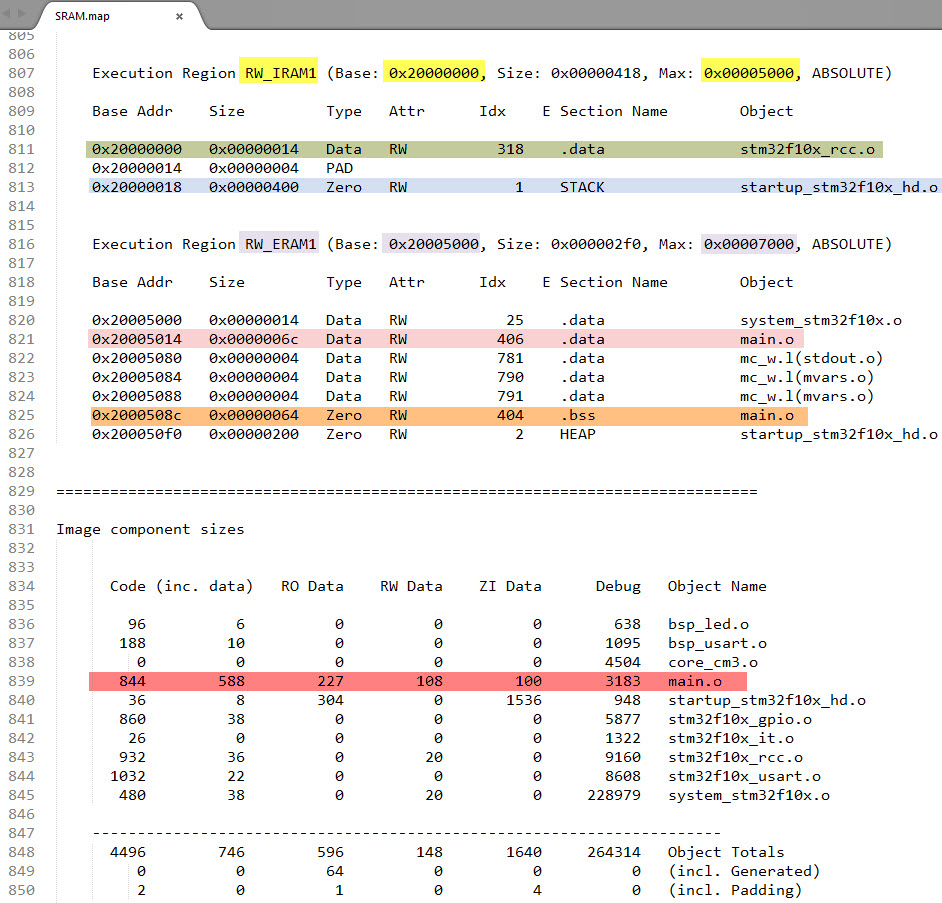 SRAM.map ×
805
806
807 Execution Region RW_IRAM1 (Base: 0x20000000, Size: 0x00000418, Max: 0x00005000, ABSOLUTE)
808
809 Base Addr Size Type Attr Idx E Section Name Object
810
811 0x20000000 0x00000014 Data RW 318 .data stm32f10x_rcc.o
812 0x20000014 0x00000004 PAD
813 0x20000018 0x00000400 Zero RW 1 STACK startup_stm32f10x_hd.o
814
815
816 Execution Region RW_ERAM1 (Base: 0x20005000, Size: 0x000002f0, Max: 0x00007000, ABSOLUTE)
817
818 Base Addr Size Type Attr Idx E Section Name Object
819
820 0x20005000 0x00000014 Data RW 25 .data system_stm32f10x.o
821 0x20005014 0x0000006c Data RW 406 .data main.o
822 0x20005080 0x00000004 Data RW 781 .data mc_w.l(stdout.o)
823 0x20005084 0x00000004 Data RW 790 .data mc_w.l(mvars.o)
824 0x20005088 0x00000004 Data RW 791 .data mc_w.l(mvars.o)
825 0x2000508c 0x00000064 Zero RW 404 .bss main.o
826 0x200050f0 0x00000200 Zero RW 2 HEAP startup_stm32f10x_hd.o
827
828
829 ==============================================================================
830
831 Image component sizes
832
833
834 Code (inc. data) RO Data RW Data ZI Data Debug Object Name
835
836 96 6 0 0 0 638 bsp_led.o
837 188 10 0 0 0 1095 bsp_usart.o
838 0 0 0 0 0 4504 core_cm3.o
839 844 588 227 108 100 3183 main.o
840 36 8 304 0 1536 948 startup_stm32f10x_hd.o
841 860 38 0 0 0 5877 stm32f10x_gpio.o
842 26 0 0 0 0 1322 stm32f10x_it.o
843 932 36 0 20 0 9160 stm32f10x_rcc.o
844 1032 22 0 0 0 8608 stm32f10x_usart.o
845 480 38 0 20 0 228979 system_stm32f10x.o
846
847 ----------------------------------------------------------------------
848 4496 746 596 148 1640 264314 Object Totals
849 0 0 64 0 0 0 (incl. Generated)
850 2 0 1 0 4 0 (incl. Padding)